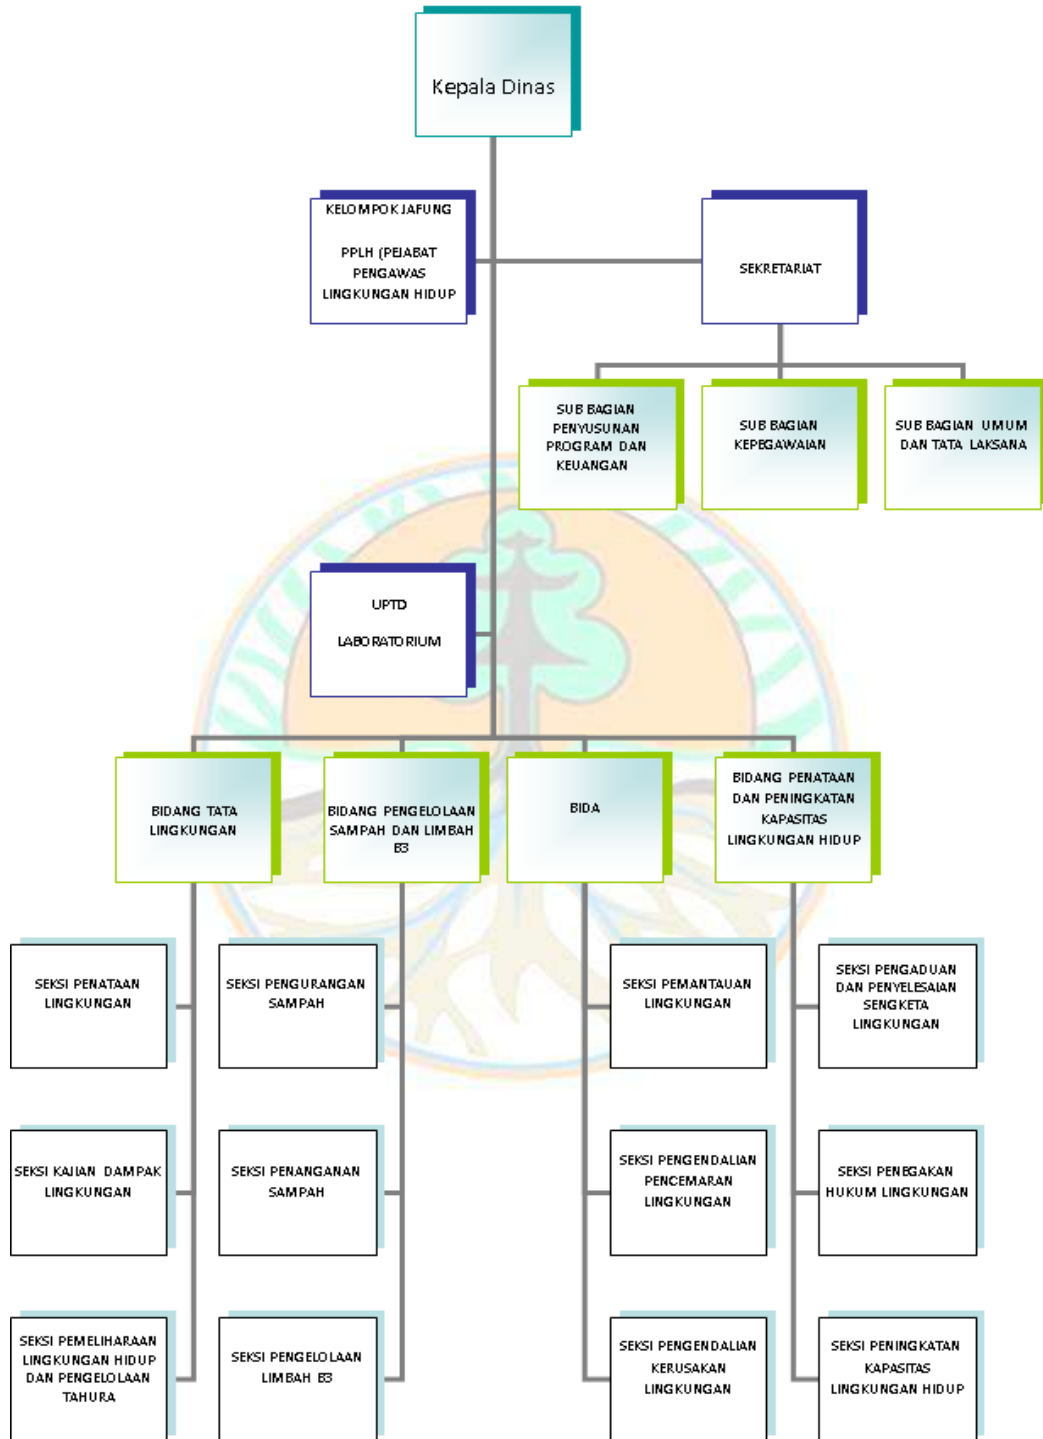 Kepala Dinas
KELOMPOK JAFUNG
PPLH (PEJABAT
PENGAWAS
LINGKUNGAN HIDUP
SEKRETARIAT
SUB BAGIAN
PENYUSUNAN
PROGRAM DAN
KEUANGAN
SUB BAGIAN
KEPEGAWAIAN
SUB BAGIAN UMUM
DAN TATA LAKSANA
UPTD
LABORATORIUM
BIDANG TATA
LINGKUNGAN
BIDANG PENGELOLAAN
SAMPAH DAN LIMBAH
B3
BIDA
BIDANG PENATAAN
DAN PENINGKATAN
KAPASITAS
LINGKUNGAN HIDUP
SEKSI PENATAAN
LINGKUNGAN
SEKSI PENGURANGAN
SAMPAH
SEKSI PEMANTAUAN
LINGKUNGAN
SEKSI PENGADUAN
DAN PENYELESAIAN
SENGKETA
LINGKUNGAN
SEKSI KAJIAN DAMPAK
LINGKUNGAN
SEKSI PENANGANAN
SAMPAH
SEKSI PENGENDALIAN
PENCEMARAN
LINGKUNGAN
SEKSI PENEGAKAN
HUKUM LINGKUNGAN
SEKSI PEMELIHARAAN
LINGKUNGAN HIDUP
DAN PENGELOLAAN
TAHURA
SEKSI PENGELOLAAN
LIMBAH B3
SEKSI PENGENDALIAN
KERUSAKAN
LINGKUNGAN
SEKSI PENINGKATAN
KAPASITAS
LINGKUNGAN HIDUP